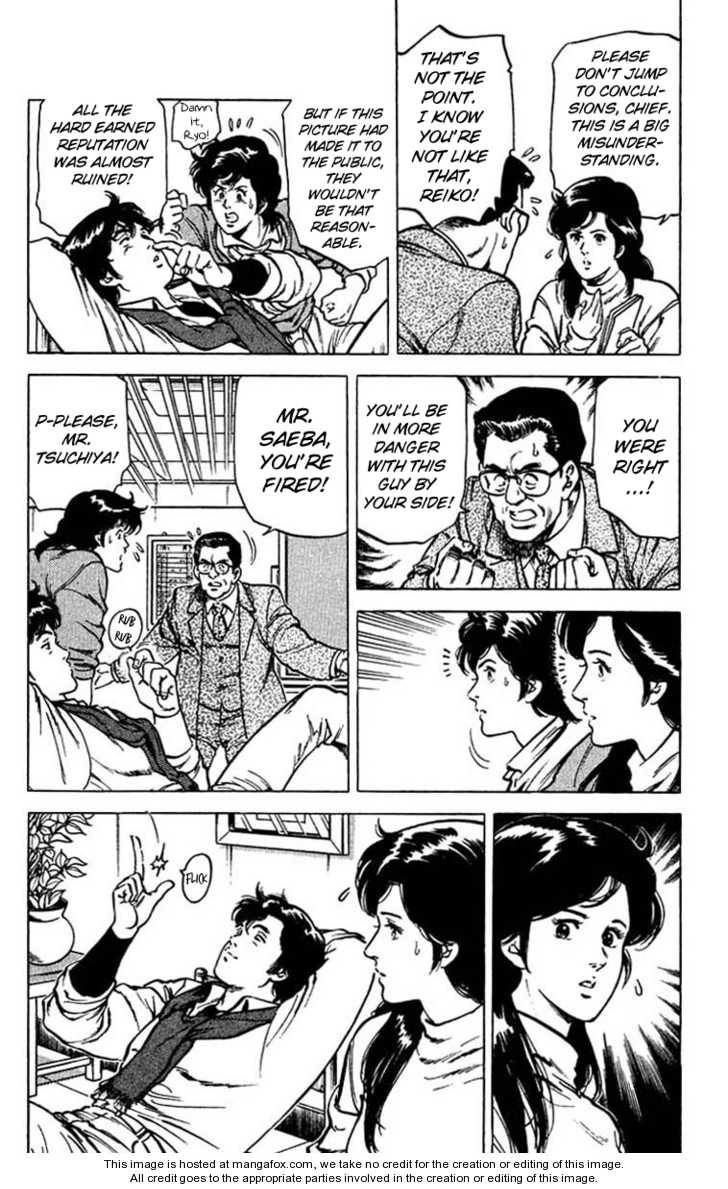 PLEASE
DON'T JUMP
TO CONCLU-
SIONS, CHIEF.
THIS IS A BIG
MISUNDER-
STANDING.
THAT'S
NOT THE
POINT.
I KNOW
YOU'RE
NOT LIKE
THAT,
REIKO!
BUT IF THIS
PICTURE HAD
MADE IT TO
THE PUBLIC,
THEY
WOULDN'T
BE THAT
REASON-
ABLE.
Damn
it,
Ryo!
ALL THE
HARD EARNED
REPUTATION
WAS ALMOST
RUINED!
YOU
WERE
RIGHT
...!
YOU'LL BE
IN MORE
DANGER
WITH THIS
GUY BY
YOUR SIDE!
MR.
SAEBA,
YOU'RE
FIRED!
P-PLEASE,
MR.
TSUCHIYA!
RUB
RUB
FLICK
This image is hosted at mangafox.com, we take no credit for the creation or editing of this image.
All credit goes to the appropriate parties involved in the creation or editing of this image.